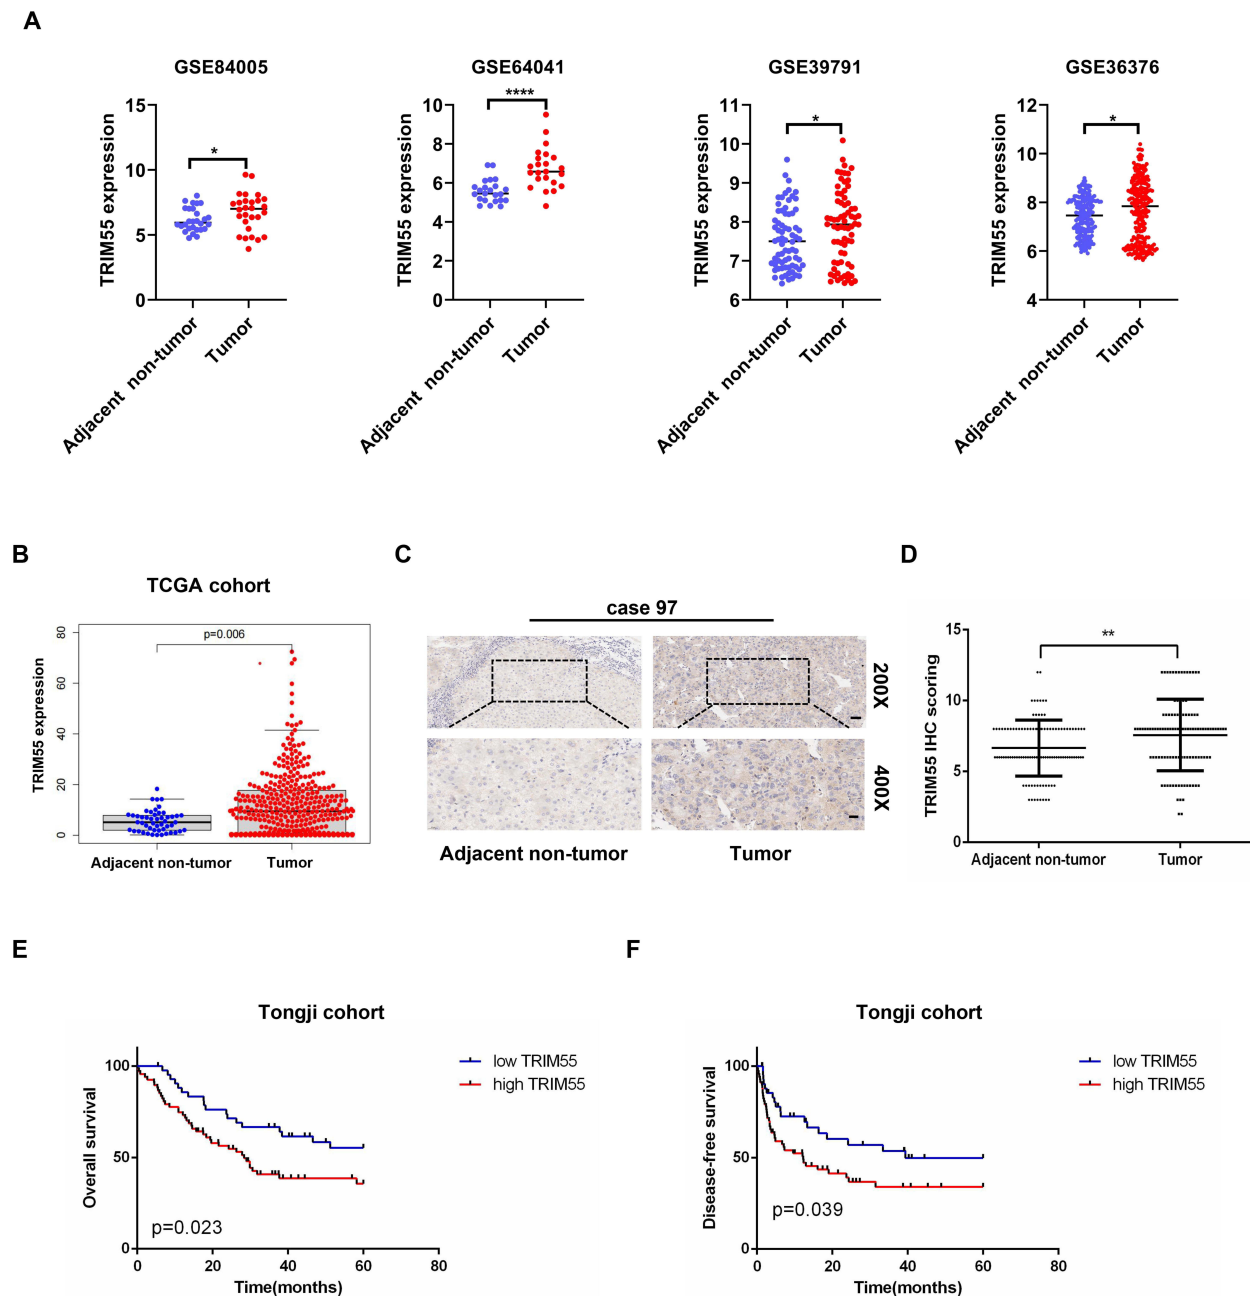 A
GSE84005
GSE64041
GSE39791
GSE36376
TRIM55 expression
15
10
5
0
*
Adjacent non-tumor
Tumor
TRIM55 expression
10
8
6
4
2
0
****
Adjacent non-tumor
Tumor
TRIM55 expression
11
10
9
8
7
6
*
Adjacent non-tumor
Tumor
TRIM55 expression
12
10
8
6
4
*
Adjacent non-tumor
Tumor
B
TCGA cohort
TRIM55 expression
80
60
40
20
0
p=0.006
Adjacent non-tumor
Tumor
C
case 97
200X
400X
Adjacent non-tumor
Tumor
D
TRIM55 IHC scoring
15
10
5
0
**
Adjacent non-tumor
Tumor
E
Tongji cohort
Overall survival
100
50
0
low TRIM55
high TRIM55
p=0.023
0 20 40 60 80
Time(months)
F
Tongji cohort
Disease-free survival
100
50
0
low TRIM55
high TRIM55
p=0.039
0 20 40 60 80
Time(months)